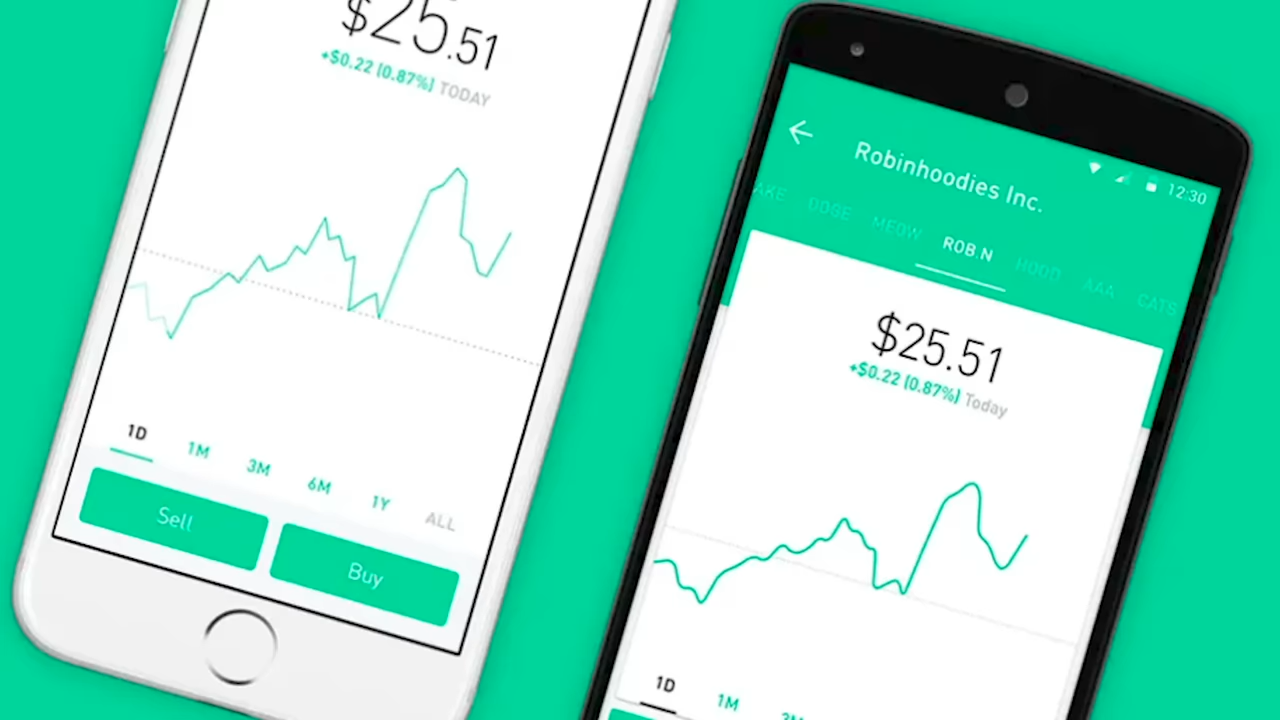 $25.51
+$0.22 (0.87%) TODAY
1D 1M 3M 6M 1Y ALL
Sell Buy
12:30
Robinhoodies Inc.
AKE DOGE MEOW ROB.N HOOD AAA CATS
$25.51
+$0.22 (0.87%) Today
1D 1M